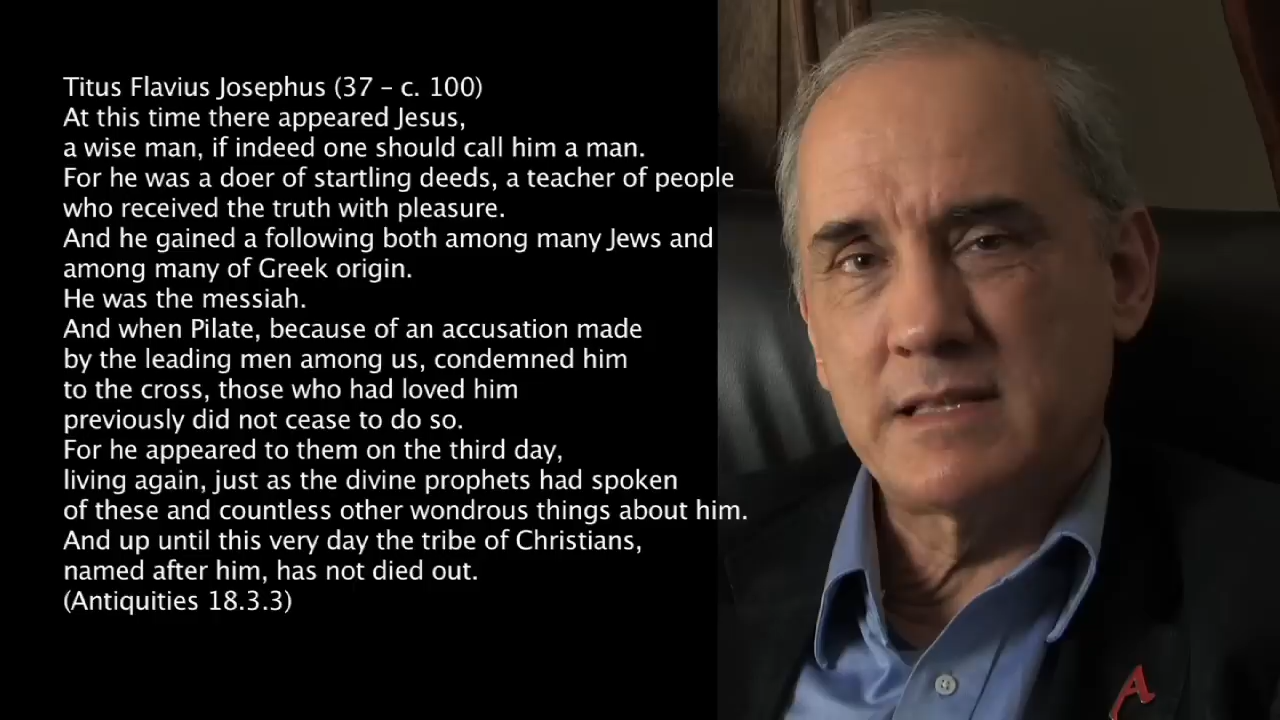 Titus Flavius Josephus (37 – c. 100)
At this time there appeared Jesus,
a wise man, if indeed one should call him a man.
For he was a doer of startling deeds, a teacher of people
who received the truth with pleasure.
And he gained a following both among many Jews and
among many of Greek origin.
He was the messiah.
And when Pilate, because of an accusation made
by the leading men among us, condemned him
to the cross, those who had loved him
previously did not cease to do so.
For he appeared to them on the third day,
living again, just as the divine prophets had spoken
of these and countless other wondrous things about him.
And up until this very day the tribe of Christians,
named after him, has not died out.
(Antiquities 18.3.3)
A